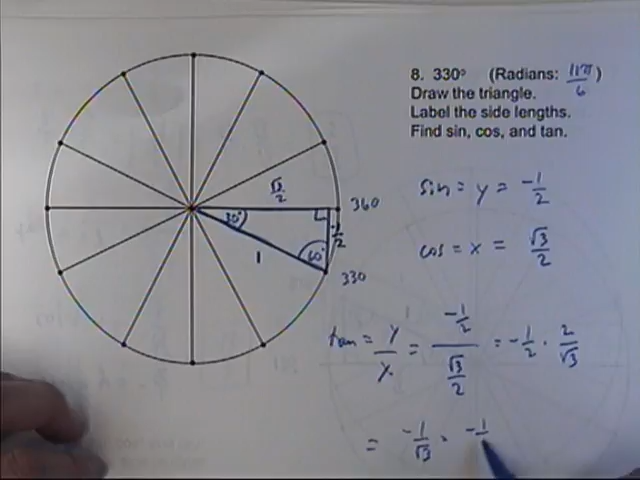 8. 330° (Radians: 11π/6)
Draw the triangle.
Label the side lengths.
Find sin, cos, and tan.
sin = y = -1/2
cos = x = √3/2
tan = y/x = (-1/2)/(√3/2) = -1/2 · 2/√3
= -1/√3 · -1/
√3/2
360
30°
-1/2
60°
1
330